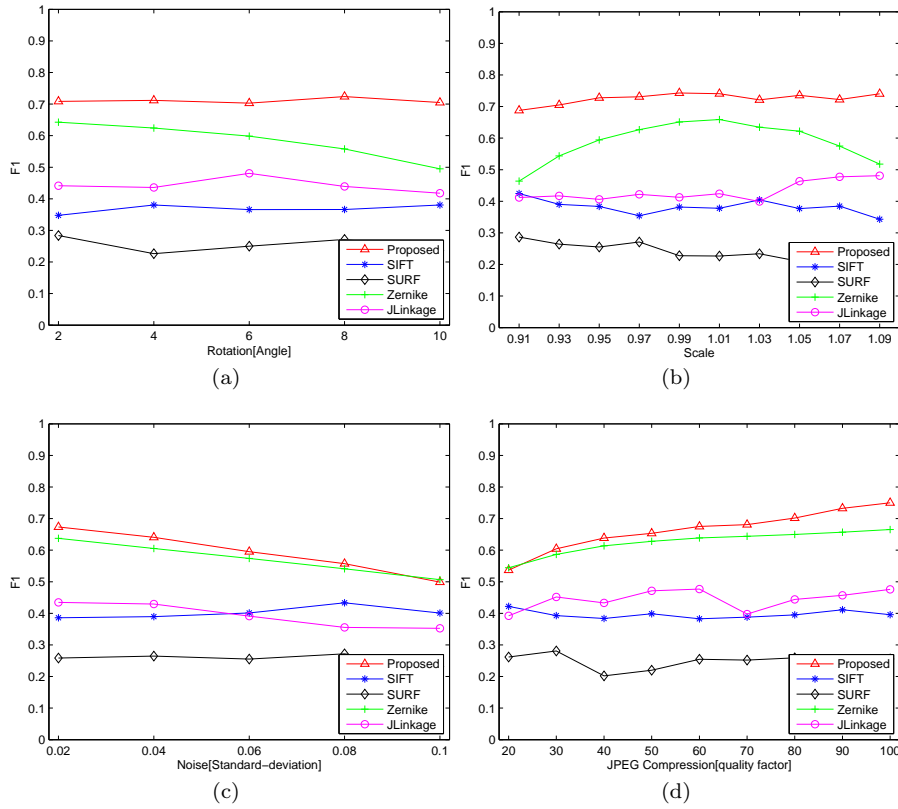 1
0.9
0.8
0.7
0.6
0.5
0.4
0.3
0.2
0.1
0
F1
2 4 6 8 10
Rotation[Angle]
Proposed
SIFT
SURF
Zernike
JLinkage
(a)
1
0.9
0.8
0.7
0.6
0.5
0.4
0.3
0.2
0.1
0
F1
0.91 0.93 0.95 0.97 0.99 1.01 1.03 1.05 1.07 1.09
Scale
Proposed
SIFT
SURF
Zernike
JLinkage
(b)
1
0.9
0.8
0.7
0.6
0.5
0.4
0.3
0.2
0.1
0
F1
0.02 0.04 0.06 0.08 0.1
Noise[Standard−deviation]
Proposed
SIFT
SURF
Zernike
JLinkage
(c)
1
0.9
0.8
0.7
0.6
0.5
0.4
0.3
0.2
0.1
0
F1
20 30 40 50 60 70 80 90 100
JPEG Compression[quality factor]
Proposed
SIFT
SURF
Zernike
JLinkage
(d)